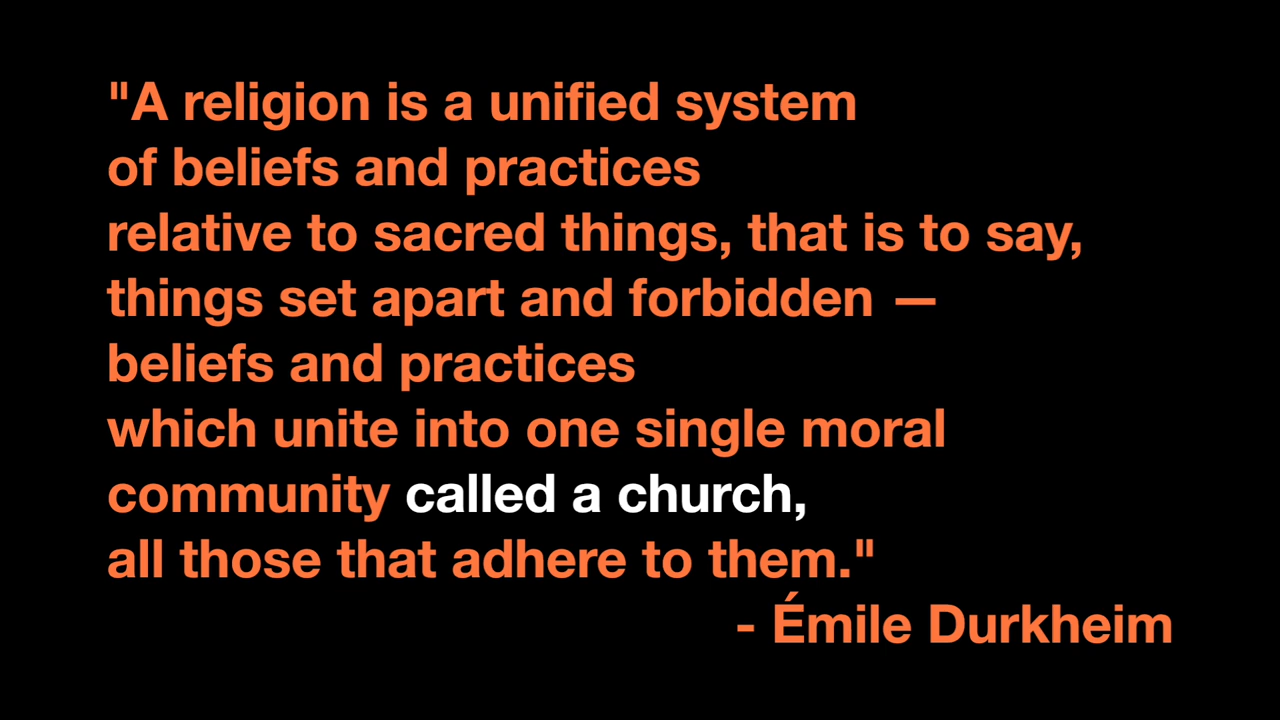 "A religion is a unified system
of beliefs and practices
relative to sacred things, that is to say,
things set apart and forbidden —
beliefs and practices
which unite into one single moral
community called a church,
all those that adhere to them."
- Émile Durkheim